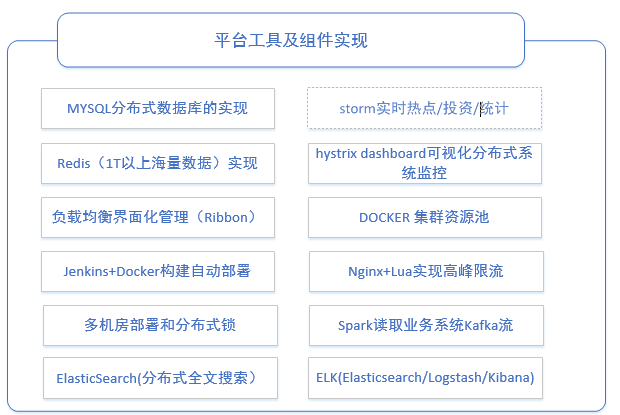 平台工具及组件实现
MYSQL分布式数据库的实现
storm实时热点/投资/统计
Redis（1T以上海量数据）实现
hystrix dashboard可视化分布式系
统监控
负载均衡界面化管理（Ribbon）
DOCKER 集群资源池
Jenkins+Docker构建自动部署
Nginx+Lua实现高峰限流
多机房部署和分布式锁
Spark读取业务系统Kafka流
ElasticSearch(分布式全文搜索）
ELK(Elasticsearch/Logstash/Kibana)